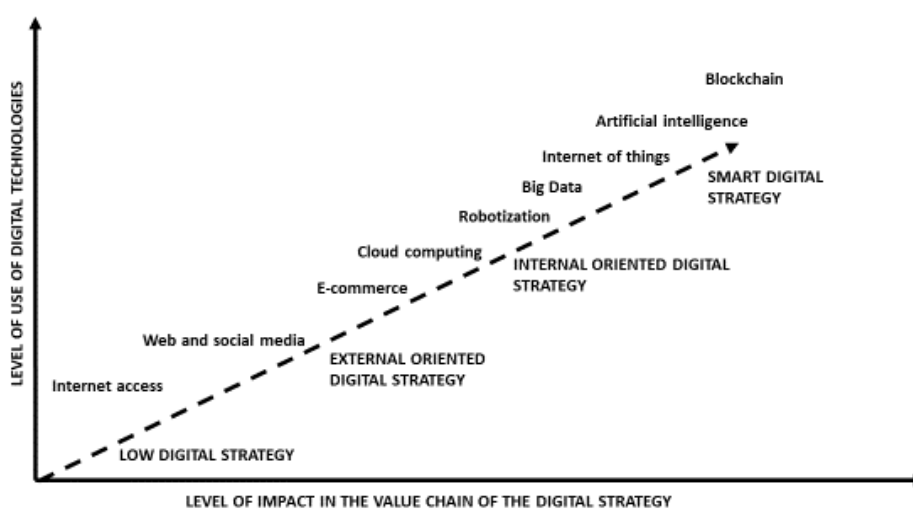 LEVEL OF USE OF DIGITAL TECHNOLOGIES
Blockchain
Artificial intelligence
Internet of things
SMART DIGITAL
STRATEGY
Big Data
Robotization
Cloud computing
INTERNAL ORIENTED DIGITAL
STRATEGY
E-commerce
Web and social media
EXTERNAL ORIENTED
DIGITAL STRATEGY
Internet access
LOW DIGITAL STRATEGY
LEVEL OF IMPACT IN THE VALUE CHAIN OF THE DIGITAL STRATEGY